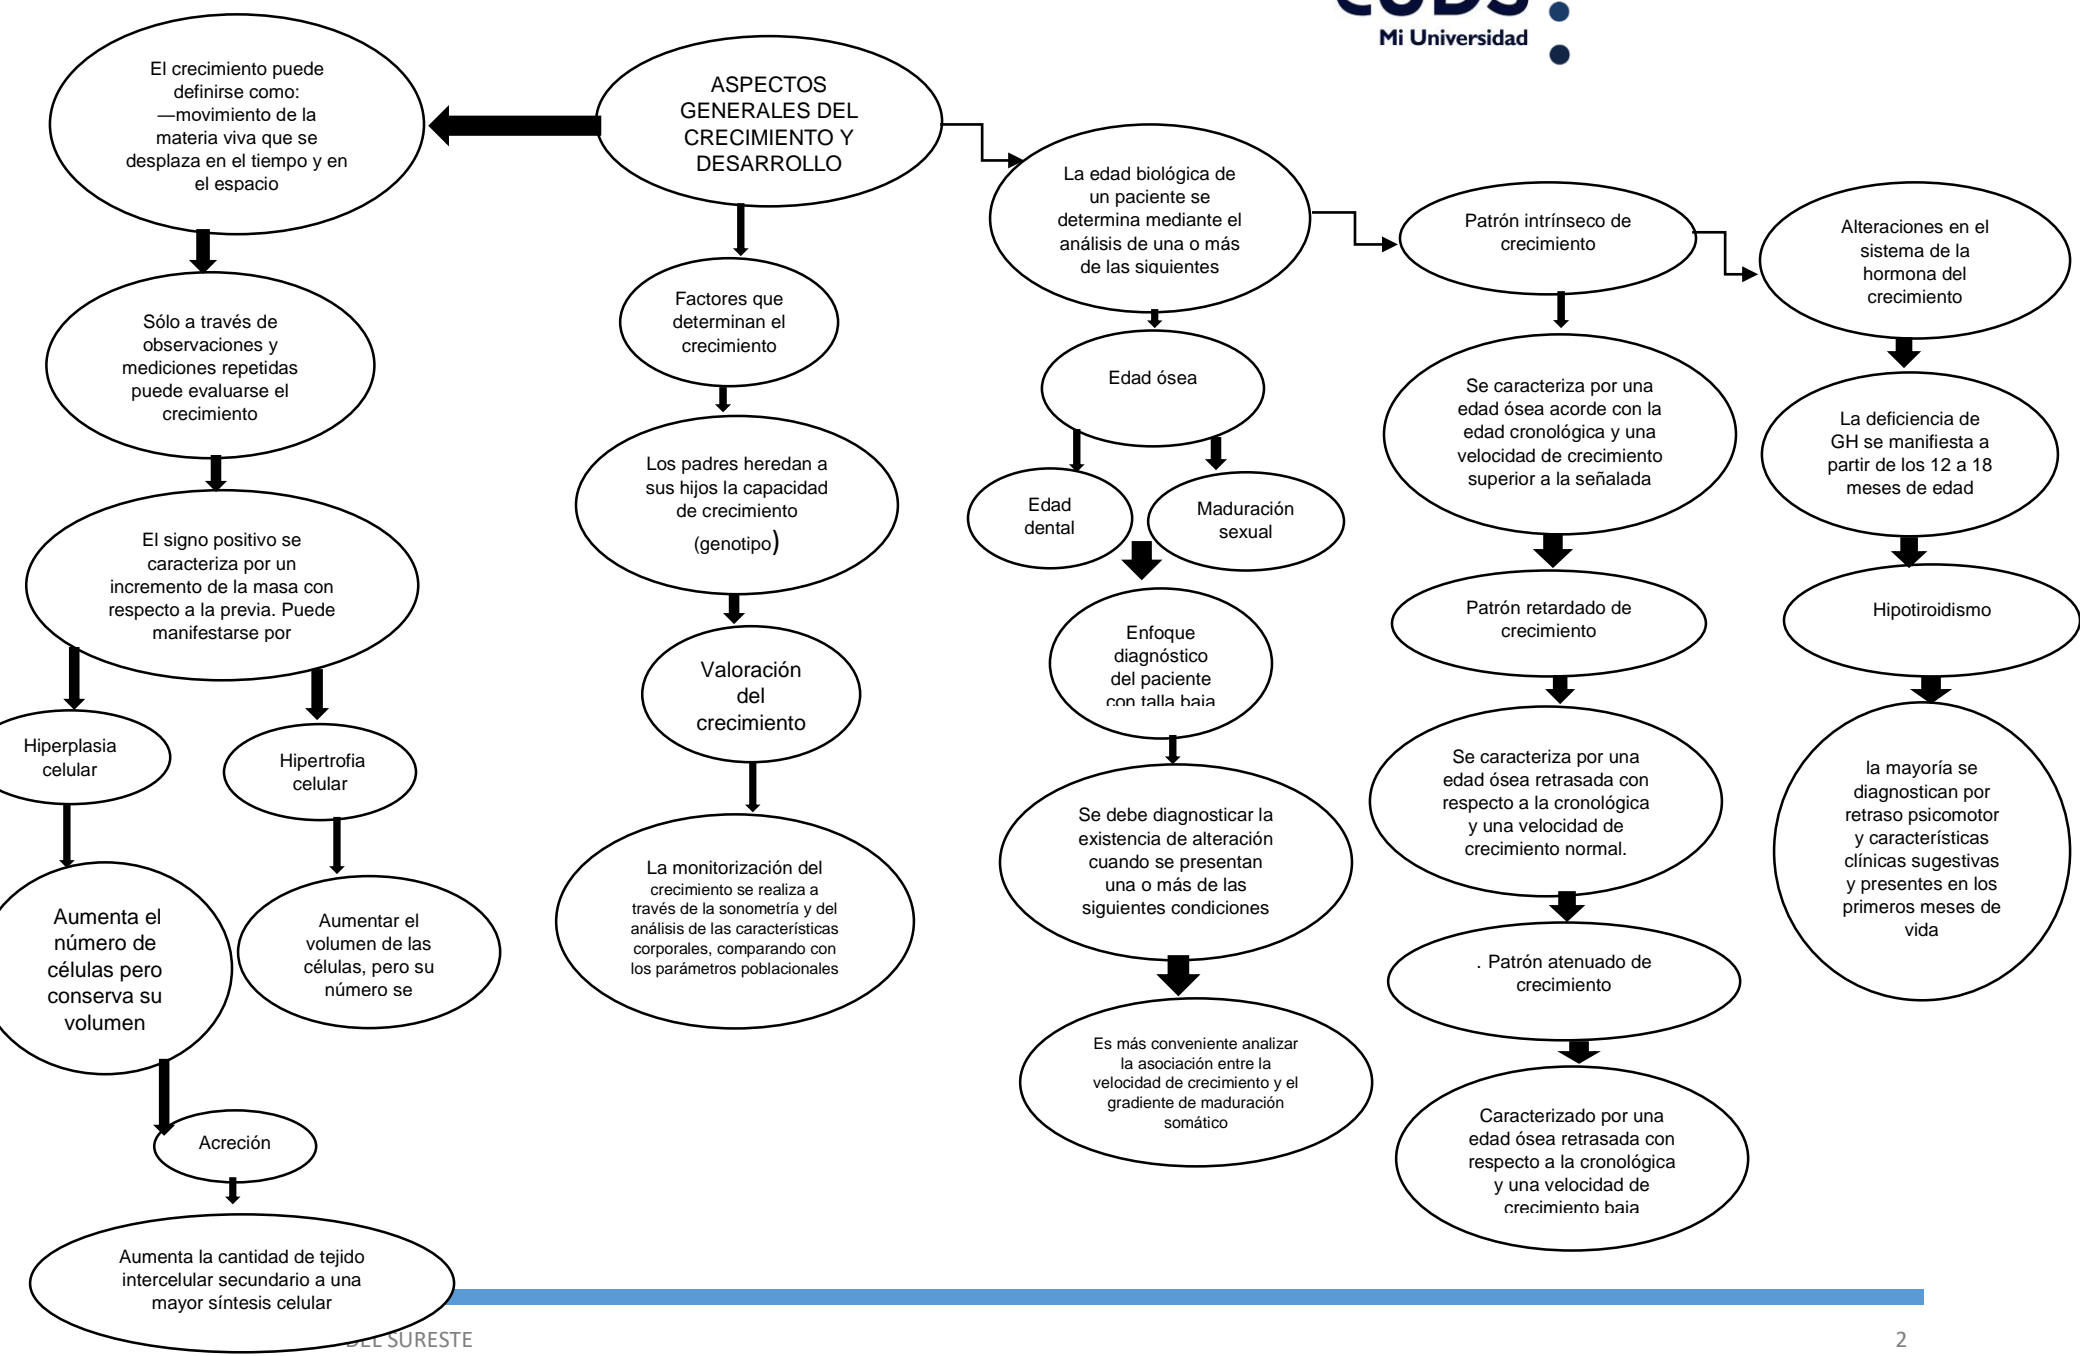 Mi Universidad
El crecimiento puede
definirse como:
―movimiento de la
materia viva que se
desplaza en el tiempo y en
el espacio
Sólo a través de
observaciones y
mediciones repetidas
puede evaluarse el
crecimiento
El signo positivo se
caracteriza por un
incremento de la masa con
respecto a la previa. Puede
manifestarse por
Hiperplasia
celular
Hipertrofia
celular
Aumenta el
número de
células pero
conserva su
volumen
Aumentar el
volumen de las
células, pero su
número se
Acreción
Aumenta la cantidad de tejido
intercelular secundario a una
mayor síntesis celular
ASPECTOS
GENERALES DEL
CRECIMIENTO Y
DESARROLLO
Factores que
determinan el
crecimiento
Los padres heredan a
sus hijos la capacidad
de crecimiento
(genotipo)
Valoración
del
crecimiento
La monitorización del
crecimiento se realiza a
través de la sonometría y del
análisis de las características
corporales, comparando con
los parámetros poblacionales
La edad biológica de
un paciente se
determina mediante el
análisis de una o más
de las siguientes
Edad ósea
Edad
dental
Maduración
sexual
Enfoque
diagnóstico
del paciente
con talla baja
Se debe diagnosticar la
existencia de alteración
cuando se presentan
una o más de las
siguientes condiciones
Es más conveniente analizar
la asociación entre la
velocidad de crecimiento y el
gradiente de maduración
somático
Patrón intrínseco de
crecimiento
Se caracteriza por una
edad ósea acorde con la
edad cronológica y una
velocidad de crecimiento
superior a la señalada
Patrón retardado de
crecimiento
Se caracteriza por una
edad ósea retrasada con
respecto a la cronológica
y una velocidad de
crecimiento normal.
. Patrón atenuado de
crecimiento
Caracterizado por una
edad ósea retrasada con
respecto a la cronológica
y una velocidad de
crecimiento baja
Alteraciones en el
sistema de la
hormona del
crecimiento
La deficiencia de
GH se manifiesta a
partir de los 12 a 18
meses de edad
Hipotiroidismo
la mayoría se
diagnostican por
retraso psicomotor
y características
clínicas sugestivas
y presentes en los
primeros meses de
vida
DEL SURESTE
2